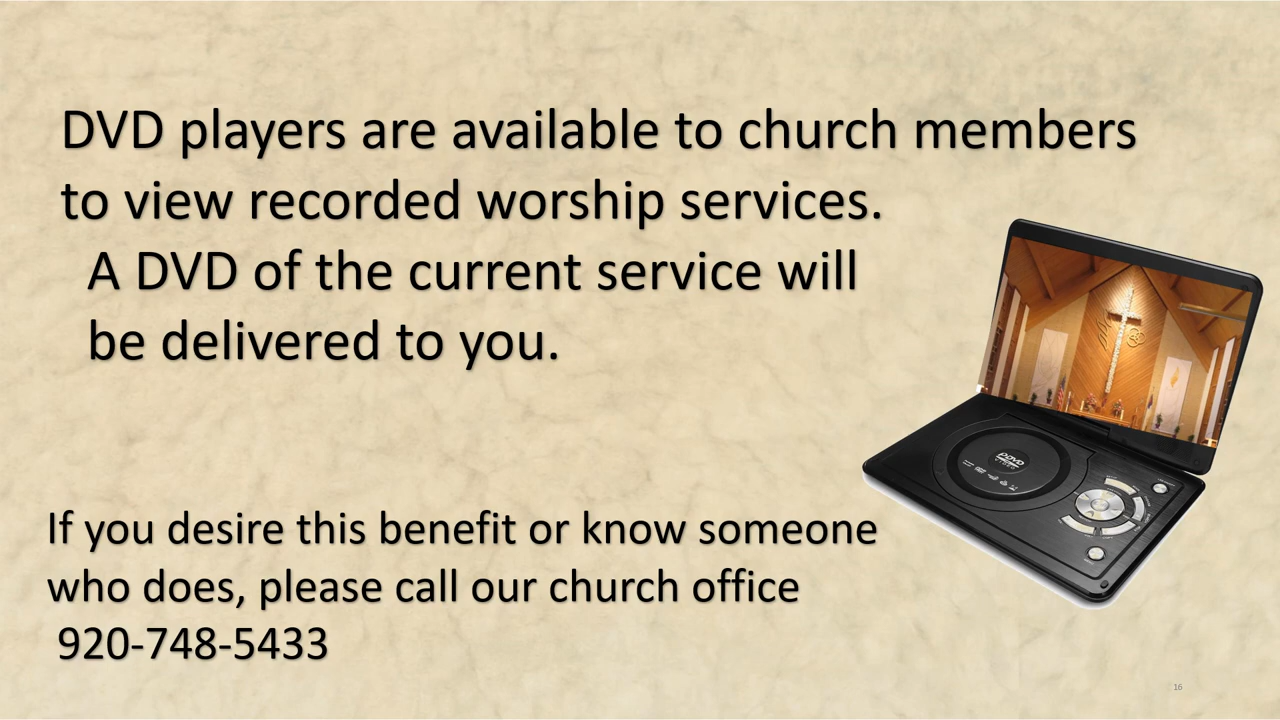 DVD players are available to church members
to view recorded worship services.
A DVD of the current service will
be delivered to you.
If you desire this benefit or know someone
who does, please call our church office
920-748-5433
DVD
VIDEO
16